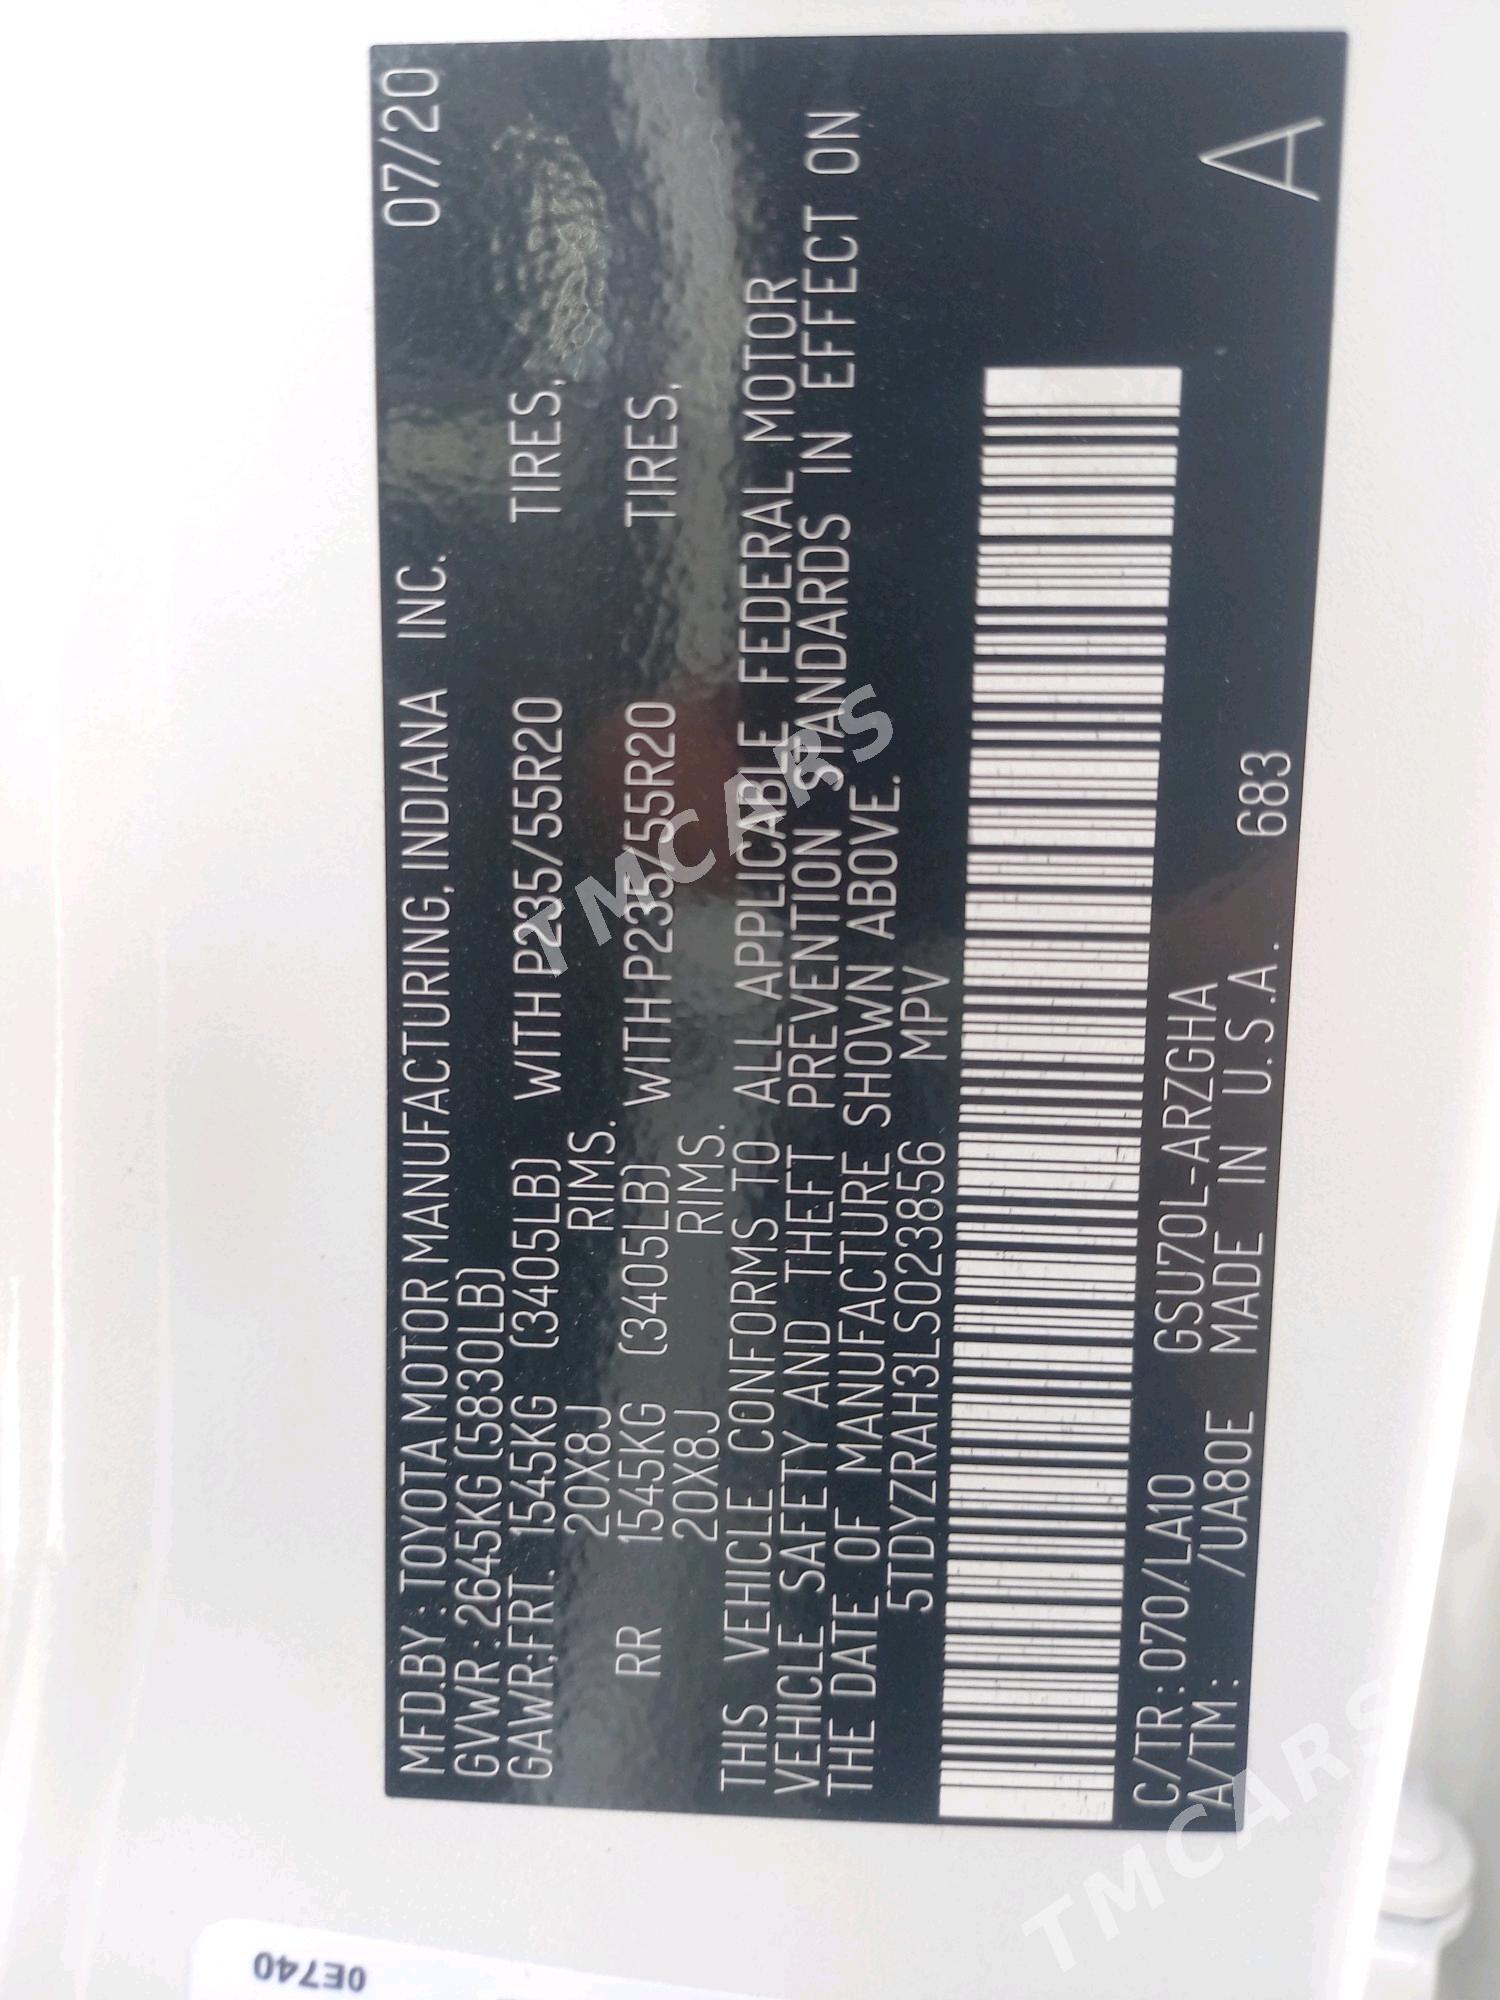 MFD.BY : TOYOTA MOTOR MANUFACTURING, INDIANA INC. 07/20
GVWR : 2645KG (5830LB)
GAWR:FRT. 1545KG (3405LB) WITH P235/55R20 TIRES,
20X8J RIMS.
RR 1545KG (3405LB) WITH P235/55R20 TIRES,
20X8J RIMS.
THIS VEHICLE CONFORMS TO ALL APPLICABLE FEDERAL MOTOR
VEHICLE SAFETY AND THEFT PREVENTION STANDARDS IN EFFECT ON
THE DATE OF MANUFACTURE SHOWN ABOVE.
5TDYZRAH3LS023856 MPV
C/TR : 070/LA10 GSU70L-ARZGHA
A/TM : /UA80E MADE IN U.S.A. 683 A
0E740
TMCARS
TMCARS